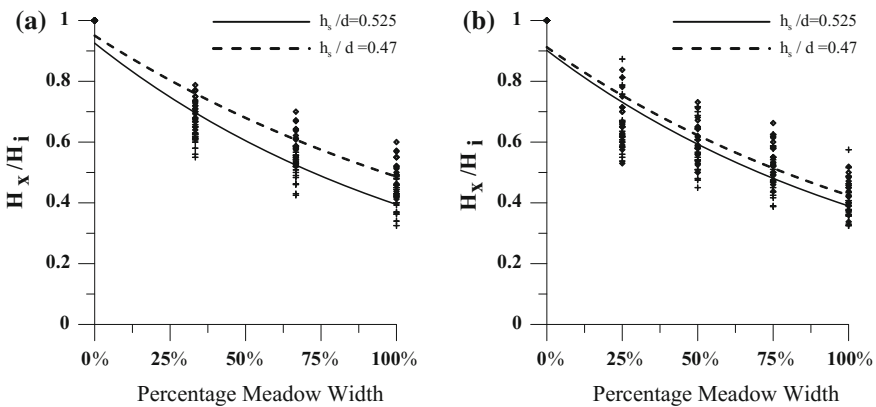 (a)
h_s /d=0.525
h_s / d =0.47
1
0.8
0.6
0.4
0.2
0
H_x/H_i
0% 25% 50% 75% 100%
Percentage Meadow Width
(b)
h_s /d=0.525
h_s / d =0.47
1
0.8
0.6
0.4
0.2
0
H_x/H_i
0% 25% 50% 75% 100%
Percentage Meadow Width